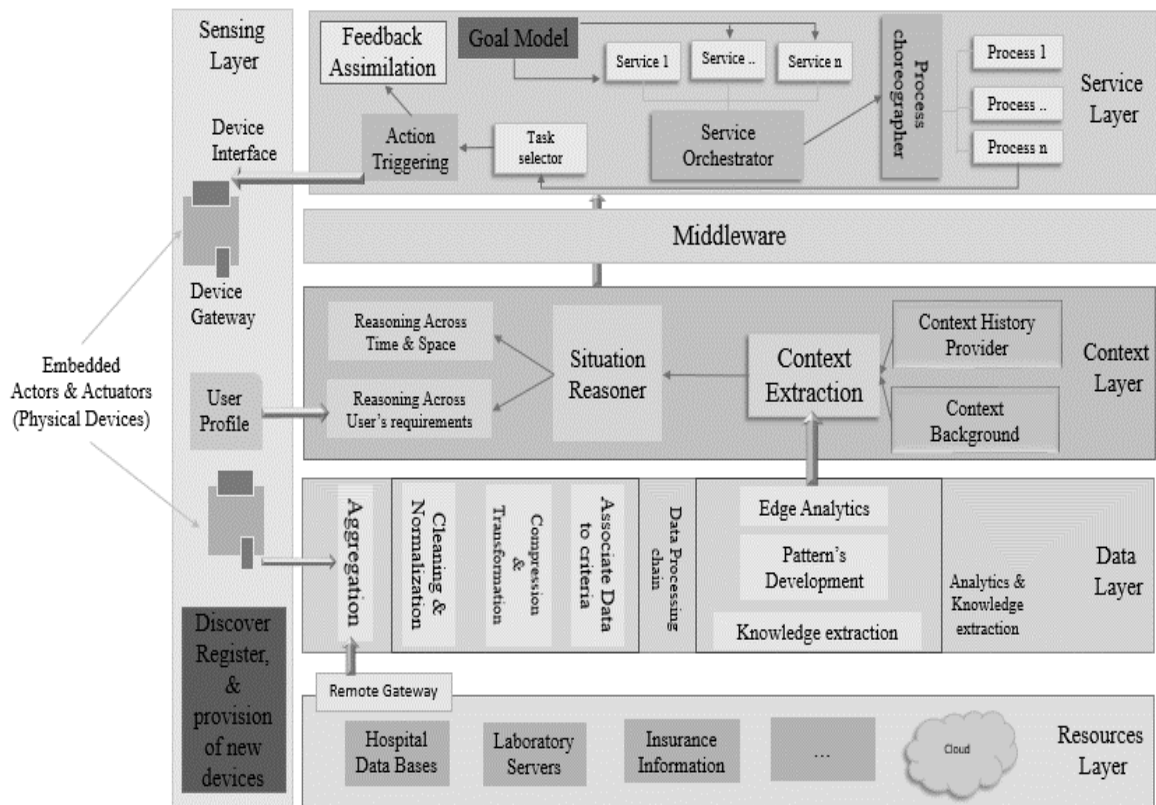 Embedded
Actors & Actuators
(Physical Devices)
Sensing
Layer
Device
Interface
Device
Gateway
User
Profile
Discover
Register,
&
provision
of new
devices
Feedback
Assimilation
Goal Model
Service 1
Service ..
Service n
Process
choreographer
Process 1
Process ..
Process n
Service
Layer
Action
Triggering
Task
selector
Service
Orchestrator
Middleware
Reasoning Across
Time & Space
Reasoning Across
User's requirements
Situation
Reasoner
Context
Extraction
Context History
Provider
Context
Background
Context
Layer
Aggregation
Cleaning &
Normalization
Compression
&
Transformation
Associate Data
to criteria
Data Processing
chain
Edge Analytics
Pattern's
Development
Knowledge extraction
Analytics &
Knowledge
extraction
Data
Layer
Remote Gateway
Hospital
Data Bases
Laboratory
Servers
Insurance
Information
...
Cloud
Resources
Layer